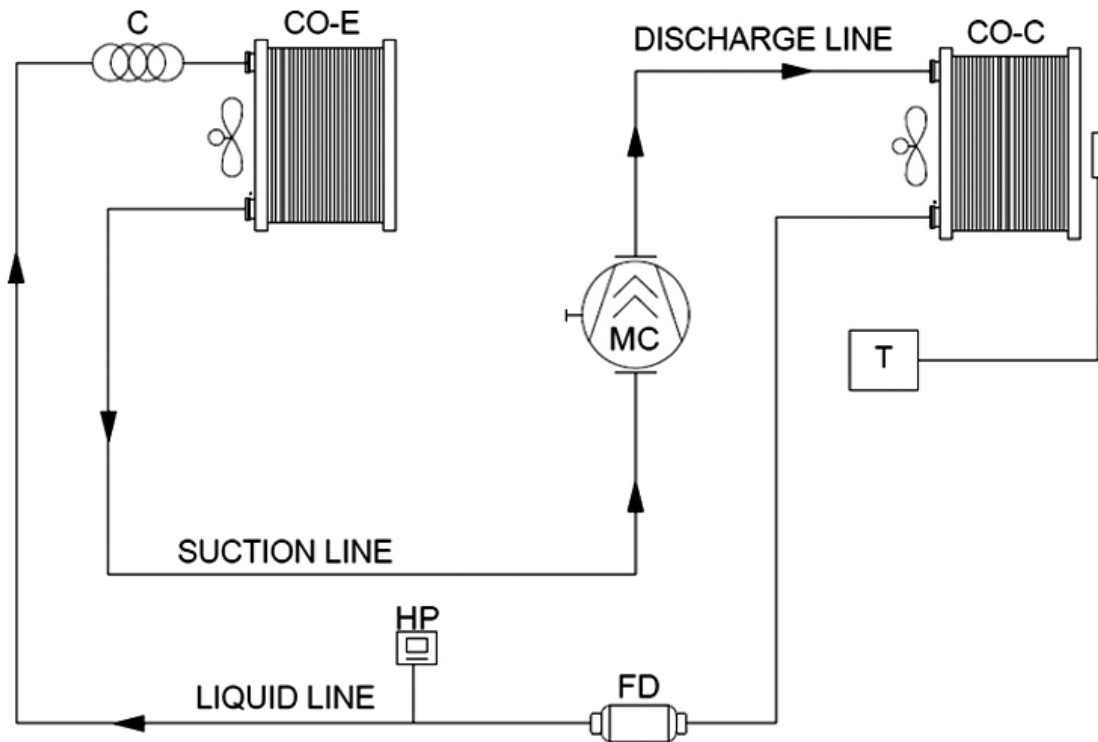 C
CO-E
DISCHARGE LINE
CO-C
MC
T
SUCTION LINE
HP
LIQUID LINE
FD